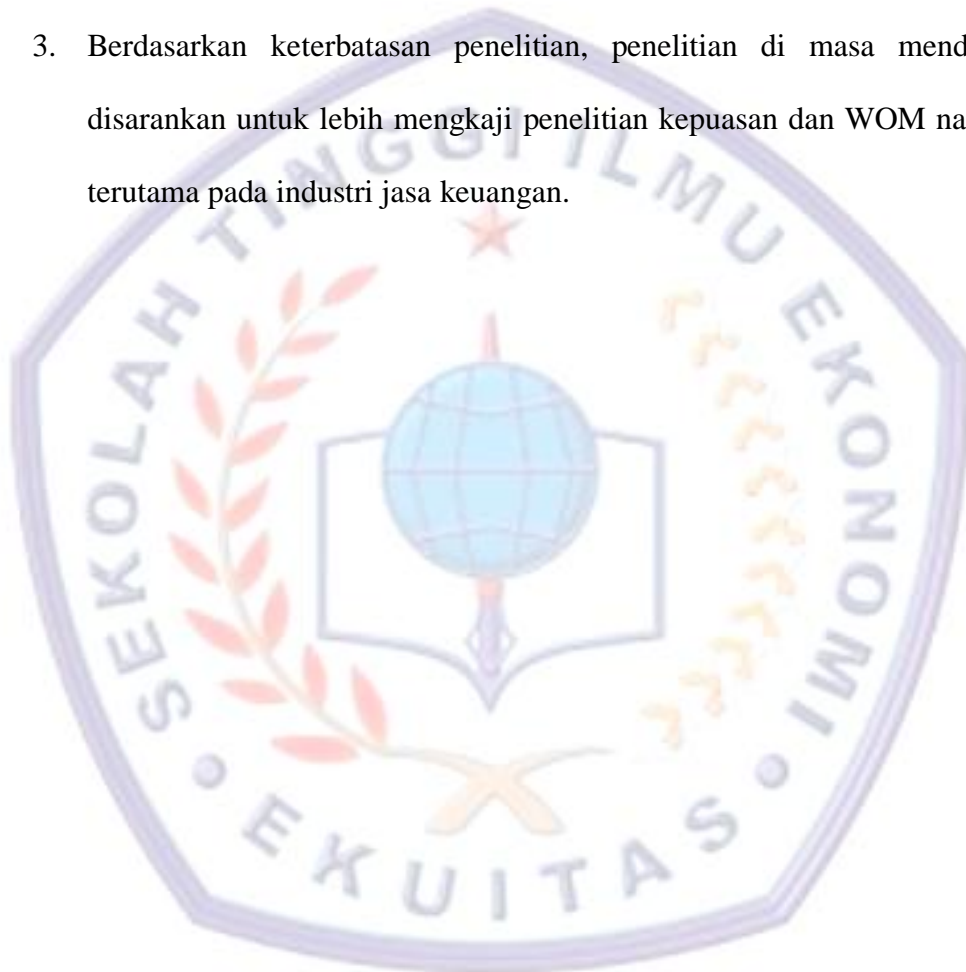 3. Berdasarkan keterbatasan penelitian, penelitian di masa mend
disarankan untuk lebih mengkaji penelitian kepuasan dan WOM na
terutama pada industri jasa keuangan.
SEKOLAH TINGGI ILMU EKONOMI
• EKUITAS •